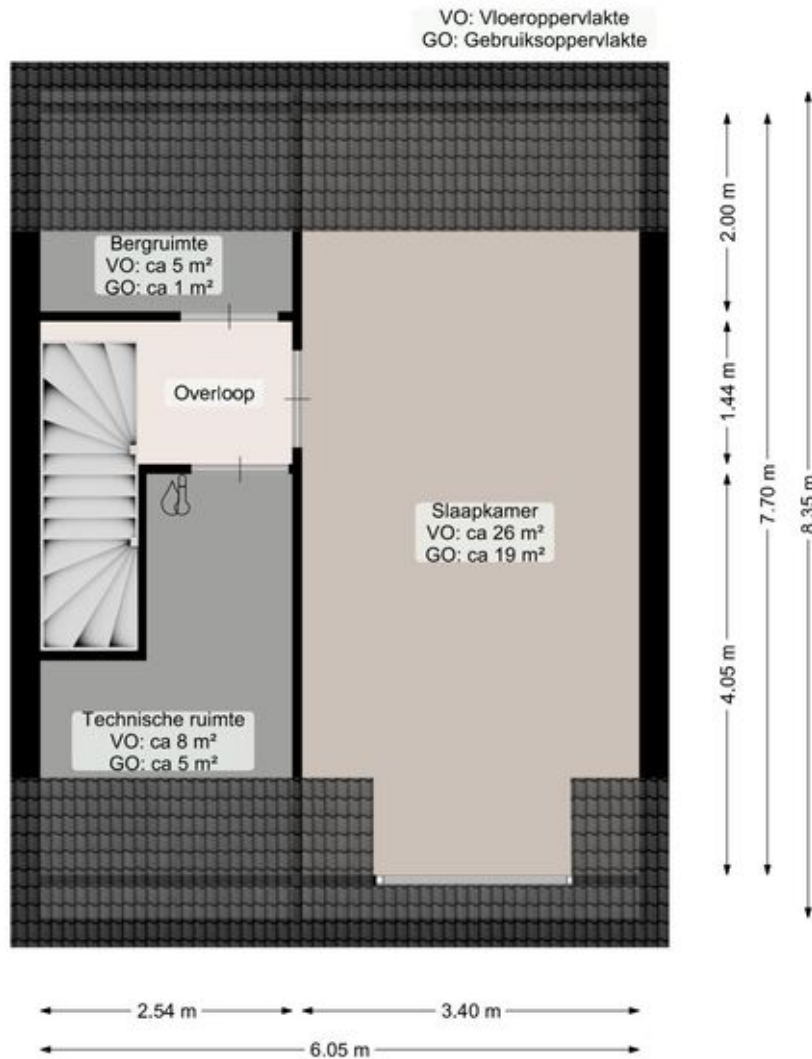 VO: Vloeroppervlakte
GO: Gebruiksoppervlakte
Bergruimte
VO: ca 5 m²
GO: ca 1 m²
Overloop
Slaapkamer
VO: ca 26 m²
GO: ca 19 m²
Technische ruimte
VO: ca 8 m²
GO: ca 5 m²
2.00 m
1.44 m
4.05 m
7.70 m
8.35 m
2.54 m
3.40 m
6.05 m